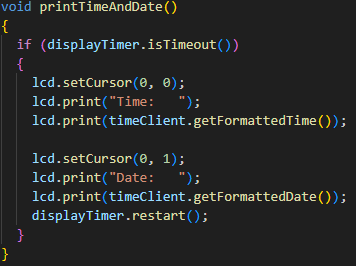 void printTimeAndDate()
{
  if (displayTimer.isTimeout())
  {
    lcd.setCursor(0, 0);
    lcd.print("Time:   ");
    lcd.print(timeClient.getFormattedTime());

    lcd.setCursor(0, 1);
    lcd.print("Date:   ");
    lcd.print(timeClient.getFormattedDate());
    displayTimer.restart();
  }
}